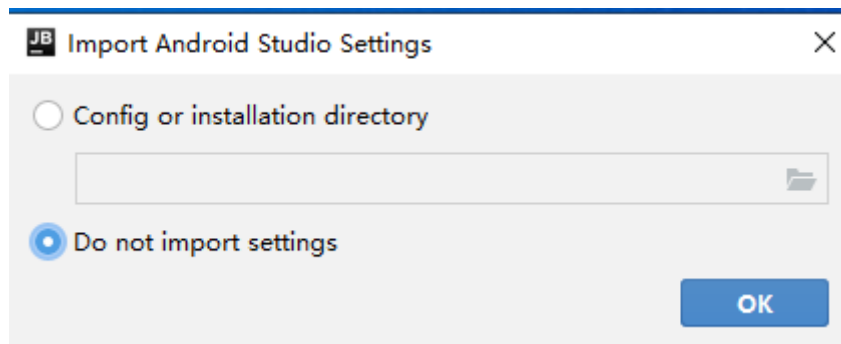 JB Import Android Studio Settings
Config or installation directory
Do not import settings
OK